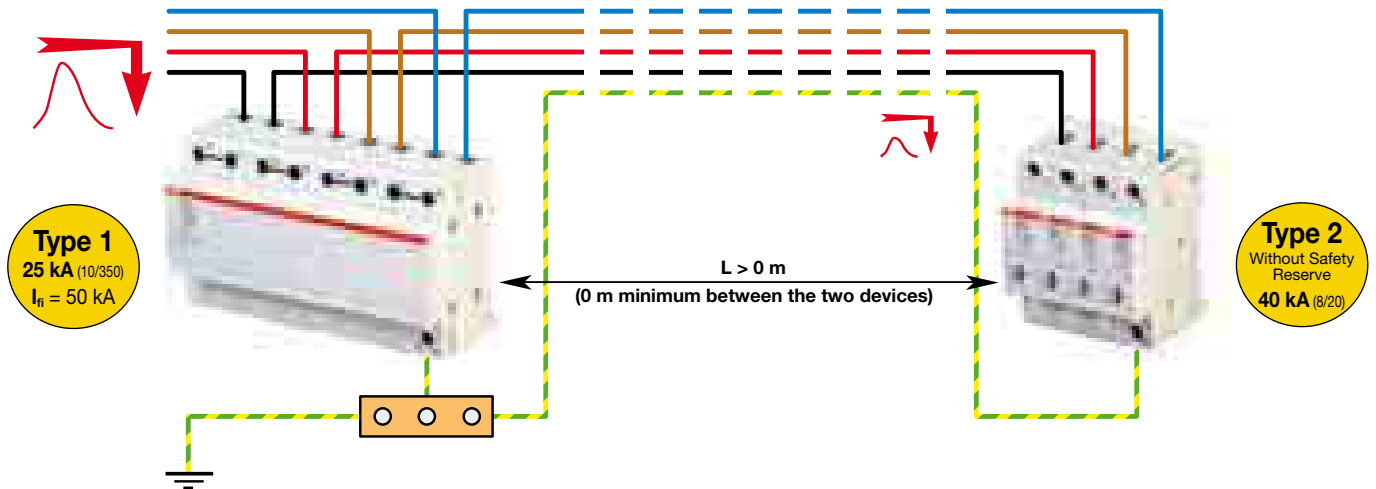 Type 1
25 kA (10/350)
Ifi = 50 kA
L > 0 m
(0 m minimum between the two devices)
Type 2
Without Safety
Reserve
40 kA (8/20)